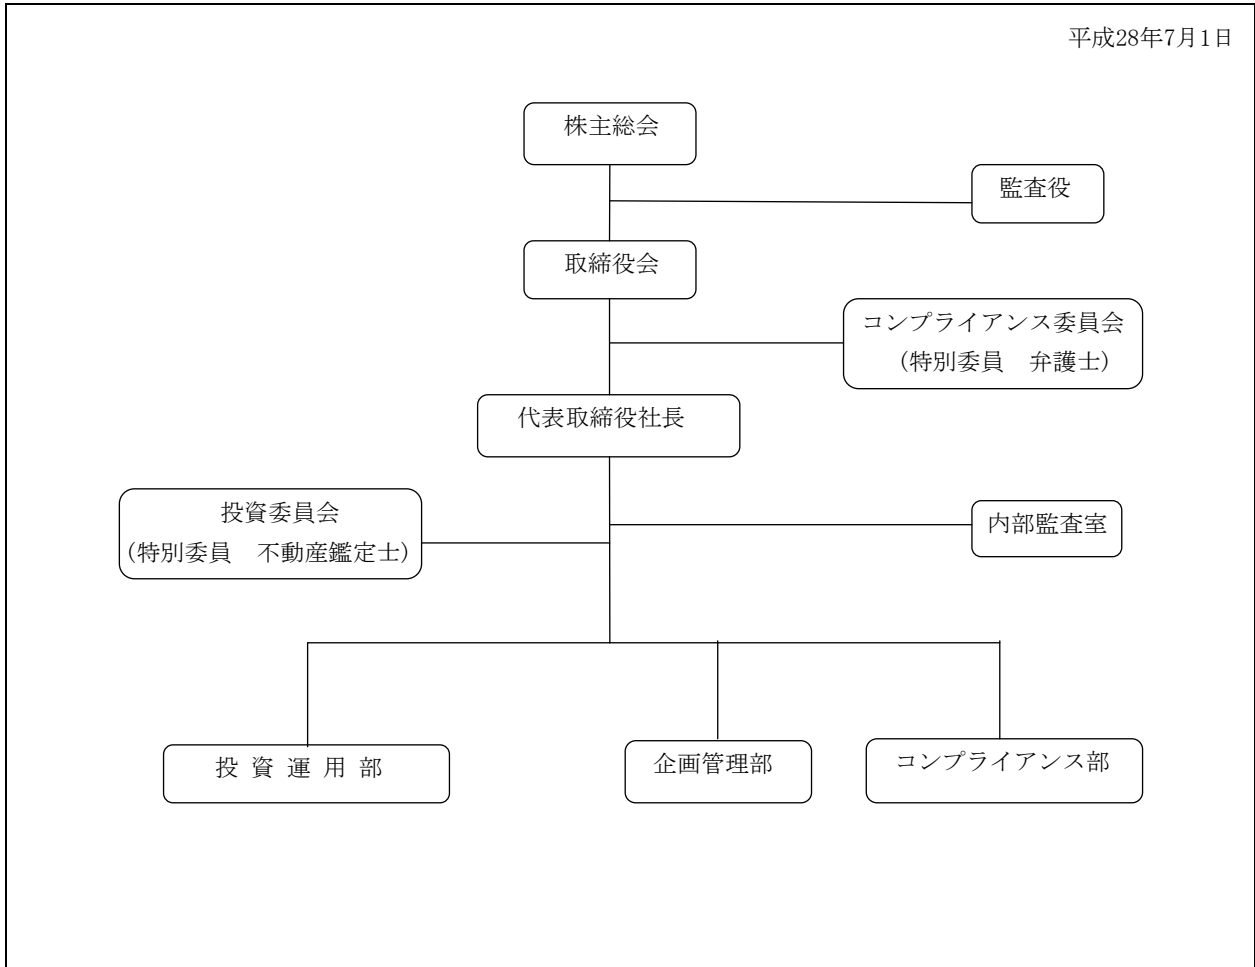 平成28年7月1日
株主総会
監査役
取締役会
コンプライアンス委員会
(特別委員　弁護士)
代表取締役社長
投資委員会
(特別委員　不動産鑑定士)
内部監査室
投 資 運 用 部
企画管理部
コンプライアンス部